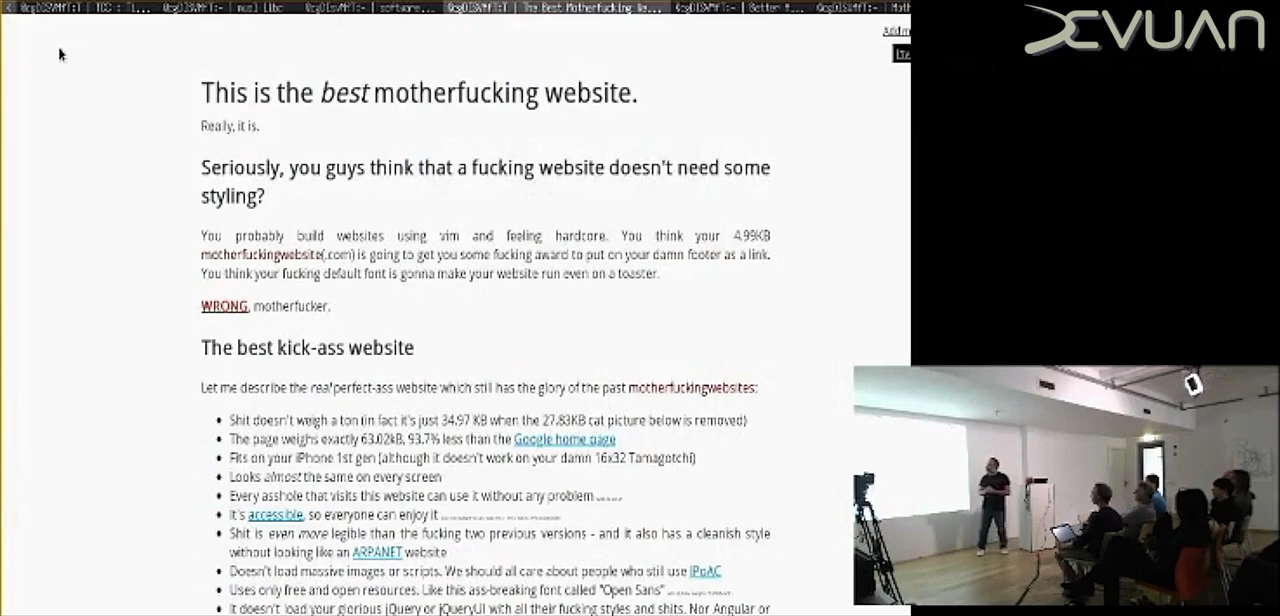 TCC : T
musl libc
software...
The Best Motherfucking We...
Better M...
DEVUAN
This is the best motherfucking website.
Really, it is.
Seriously, you guys think that a fucking website doesn't need some
styling?
You probably build websites using vim and feeling hardcore. You think your 4.99KB
motherfuckingwebsite(.com) is going to get you some fucking award to put on your damn footer as a link.
You think your fucking default font is gonna make your website run even on a toaster.
WRONG, motherfucker.
The best kick-ass website
Let me describe the real perfect-ass website which still has the glory of the past motherfuckingwebsites:
Shit doesn't weigh a ton (in fact it's just 34.97 KB when the 27.83KB cat picture below is removed)
The page weighs exactly 63.02kB, 93.7% less than the Google home page
Fits on your iPhone 1st gen (although it doesn't work on your damn 16x32 Tamagotchi)
Looks almost the same on every screen
Every asshole that visits this website can use it without any problem
It's accessible, so everyone can enjoy it
Shit is even more legible than the fucking two previous versions - and it also has a cleanish style
without looking like an ARPANET website
Doesn't load massive images or scripts. We should all care about people who still use IPoAC
Uses only free and open resources. Like this ass-breaking font called "Open Sans"
It doesn't load your glorious jQuery or jQueryUI with all their fucking styles and shits. Nor Angular or